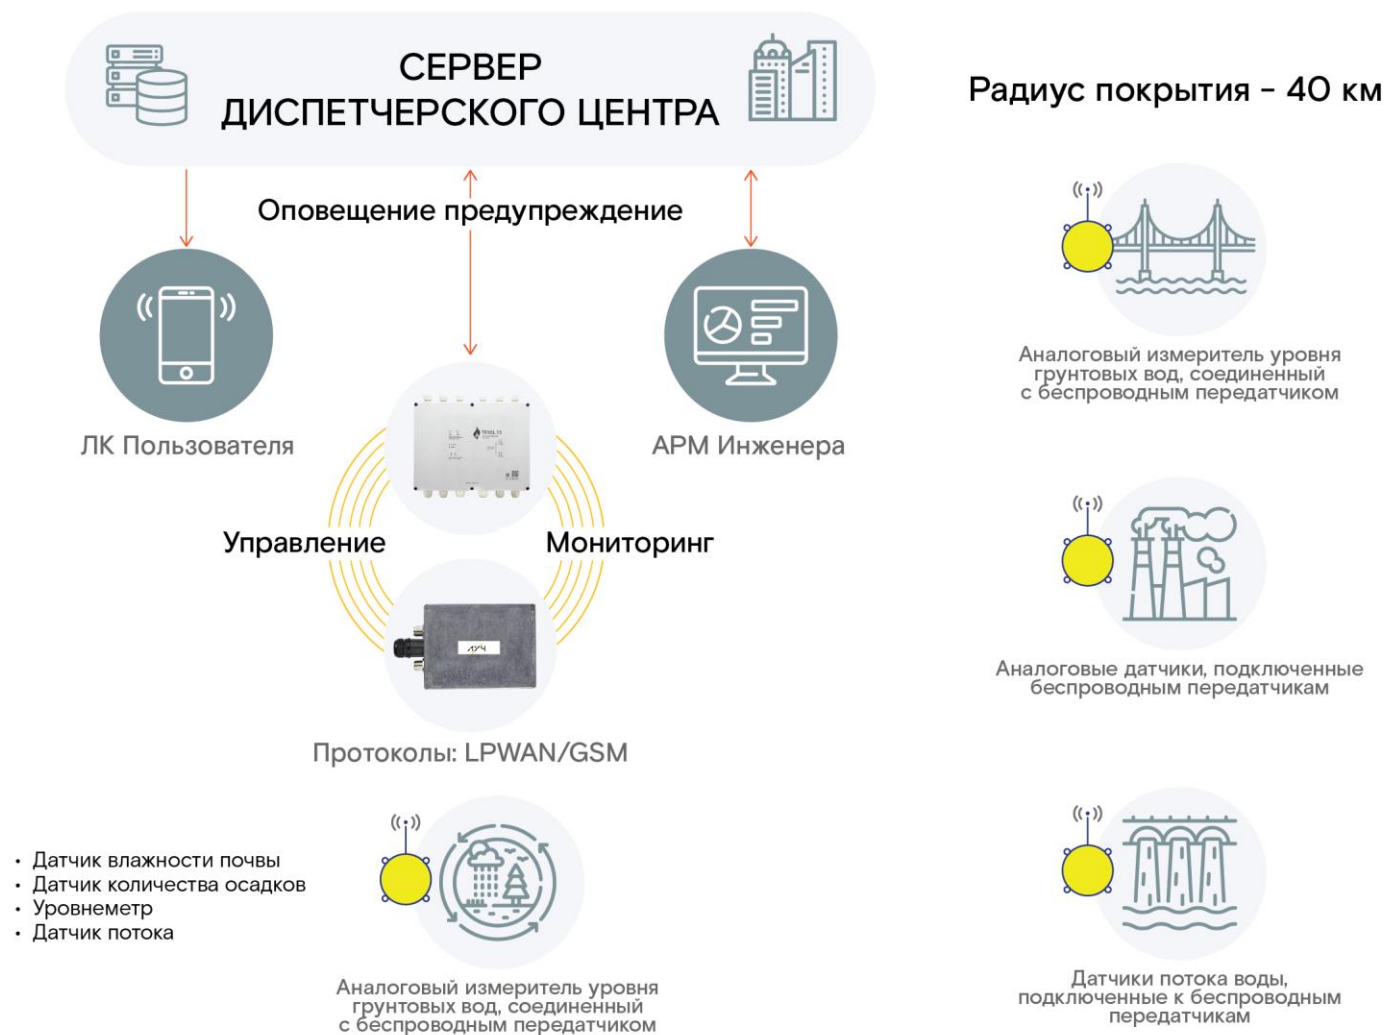 СЕРВЕР
ДИСПЕТЧЕРСКОГО ЦЕНТРА
Оповещение предупреждение
ЛК Пользователя
АРМ Инженера
Управление
Мониторинг
ЛУЧ
Протоколы: LPWAN/GSM
• Датчик влажности почвы
• Датчик количества осадков
• Уровнеметр
• Датчик потока
Аналоговый измеритель уровня
грунтовых вод, соединенный
с беспроводным передатчиком
Радиус покрытия – 40 км
Аналоговый измеритель уровня
грунтовых вод, соединенный
с беспроводным передатчиком
Аналоговые датчики, подключенные
беспроводным передатчикам
Датчики потока воды,
подключенные к беспроводным
передатчикам